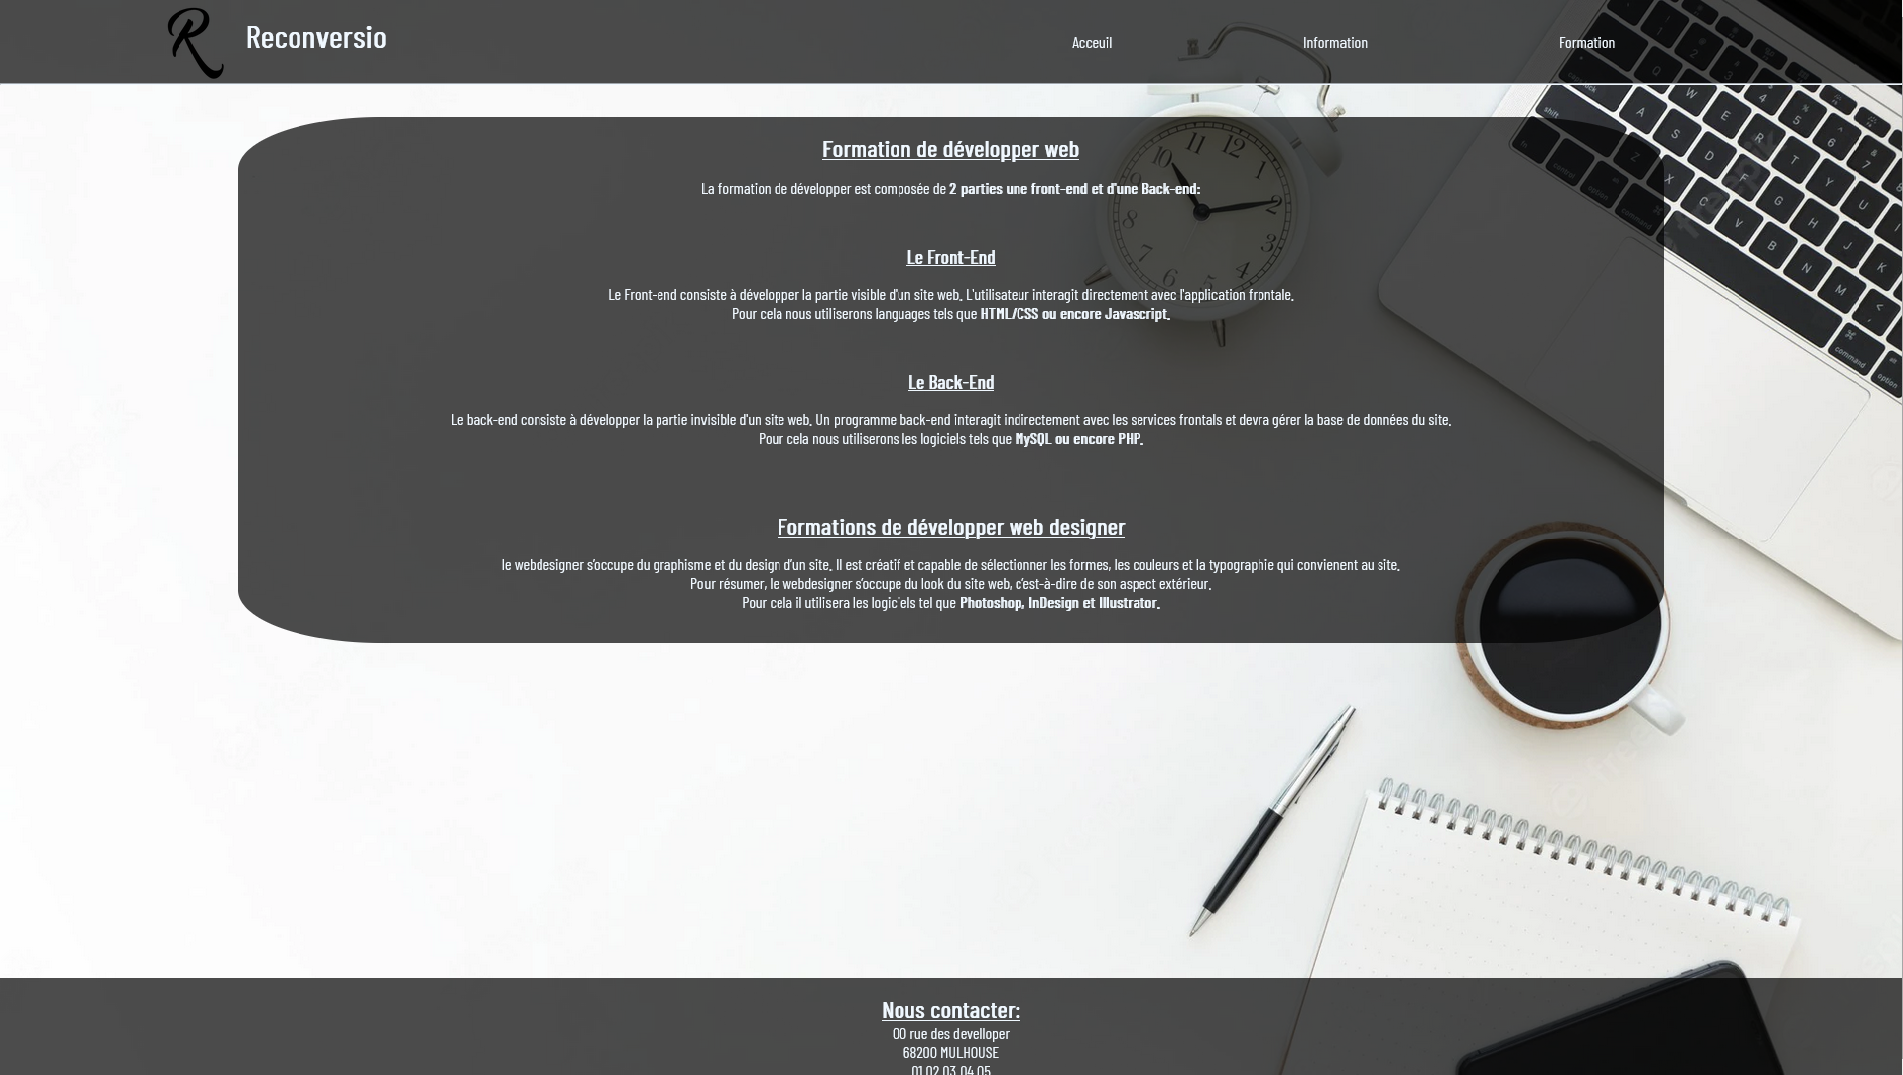 R Reconversio
Acceuil Information Formation
Formation de développer web
La formation de développer est composée de 2 parties une front-end et d'une Back-end:
Le Front-End
Le Front-end consiste à développer la partie visible d'un site web. L'utilisateur interagit directement avec l'application frontale.
Pour cela nous utiliserons languages tels que HTML/CSS ou encore Javascript.
Le Back-End
Le back-end consiste à développer la partie invisible d'un site web. Un programme back-end interagit indirectement avec les services frontals et devra gérer la base de données du site.
Pour cela nous utiliserons les logiciels tels que MySQL ou encore PHP.
Formations de développer web designer
le webdesigner s'occupe du graphisme et du design d'un site. Il est créatif et capable de sélectionner les formes, les couleurs et la typographie qui convienent au site.
Pour résumer, le webdesigner s'occupe du look du site web, c'est-à-dire de son aspect extérieur.
Pour cela il utilisera les logiciels tel que Photoshop, InDesign et Illustrator.
Nous contacter:
00 rue des developper
68200 MULHOUSE
01 02 03 04 05